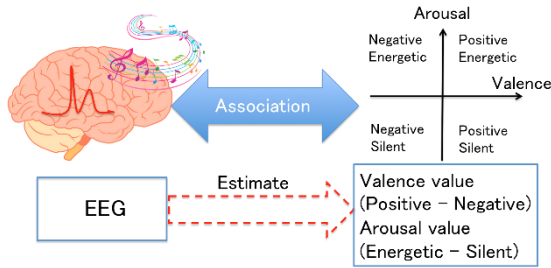 Arousal
Negative
Energetic
Positive
Energetic
Valence
Association
Negative
Silent
Positive
Silent
EEG
Estimate
Valence value
(Positive − Negative)
Arousal value
(Energetic − Silent)